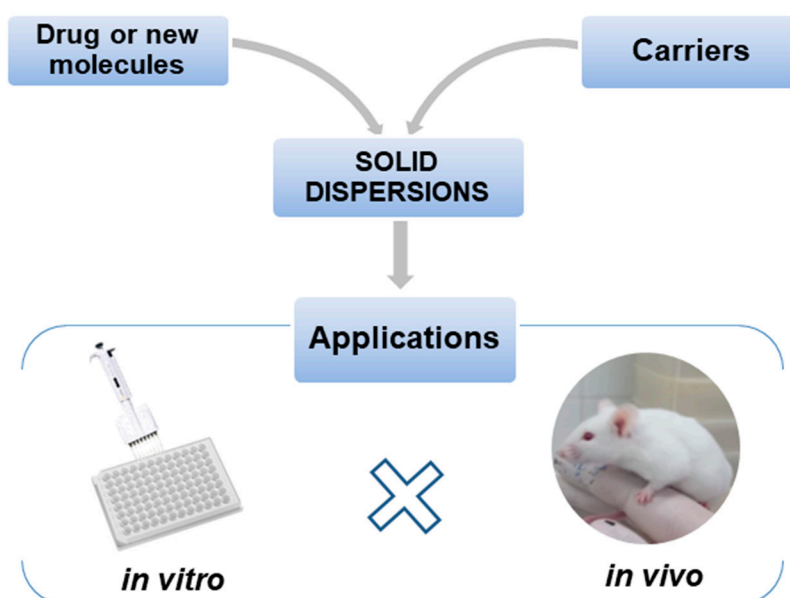 Drug or new
molecules
Carriers
SOLID
DISPERSIONS
Applications
in vitro
in vivo